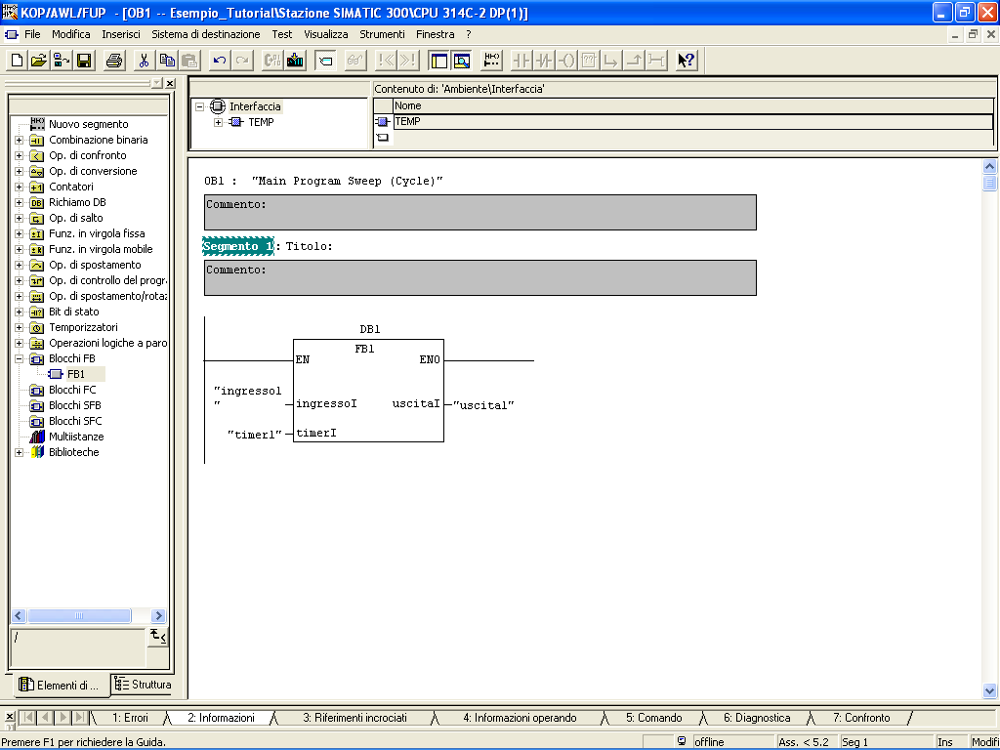 KOP/AWL/FUP - [OB1 -- Esempio_Tutorial\Stazione SIMATIC 300\CPU 314C-2 DP(1)]
File Modifica Inserisci Sistema di destinazione Test Visualizza Strumenti Finestra ?
Contenuto di: 'Ambiente\Interfaccia'
Interfaccia
TEMP
Nome
TEMP
Nuovo segmento
Combinazione binaria
Op. di confronto
Op. di conversione
Contatori
Richiamo DB
Op. di salto
Funz. in virgola fissa
Funz. in virgola mobile
Op. di spostamento
Op. di controllo del progr
Op. di spostamento/rotaz
Bit di stato
Temporizzatori
Operazioni logiche a paro
Blocchi FB
FB1
Blocchi FC
Blocchi SFB
Blocchi SFC
Multiistanze
Biblioteche
/
Elementi di ...
Struttura
OB1 : "Main Program Sweep (Cycle)"
Commento:
Segmento 1: Titolo:
Commento:
DB1
FB1
EN ENO
"ingresso1
"
ingressoI uscitaI "uscita1"
"timer1" timerI
1: Errori 2: Informazioni 3: Riferimenti incrociati 4: Informazioni operando 5: Comando 6: Diagnostica 7: Confronto
Premere F1 per richiedere la Guida. offline Ass. < 5.2 Seg 1 Ins Modifi